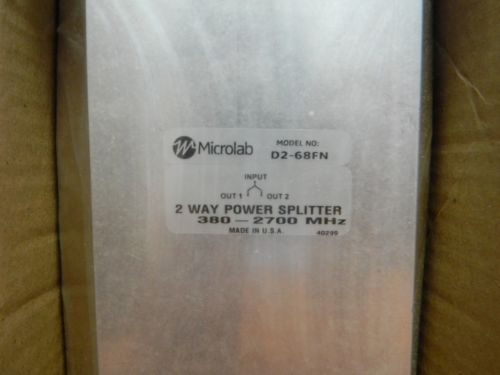 Microlab
MODEL NO:
D2-68FN
INPUT
OUT 1 OUT 2
2 WAY POWER SPLITTER
380 — 2700 MHz
MADE IN U.S.A.
40299